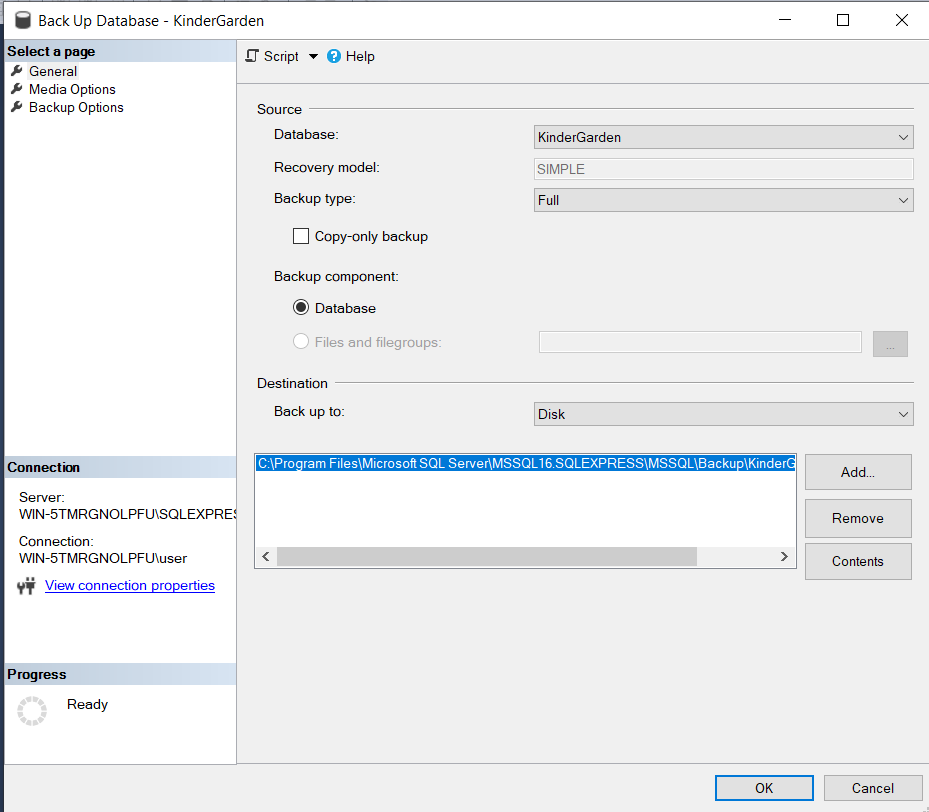 Back Up Database - KinderGarden
Select a page
General
Media Options
Backup Options
Script
Help
Source
Database:
KinderGarden
Recovery model:
SIMPLE
Backup type:
Full
Copy-only backup
Backup component:
Database
Files and filegroups:
...
Destination
Back up to:
Disk
C:\Program Files\Microsoft SQL Server\MSSQL16.SQLEXPRESS\MSSQL\Backup\KinderG
Add...
Remove
Contents
Connection
Server:
WIN-5TMRGNOLPFU\SQLEXPRES
Connection:
WIN-5TMRGNOLPFU\user
View connection properties
Progress
Ready
OK
Cancel